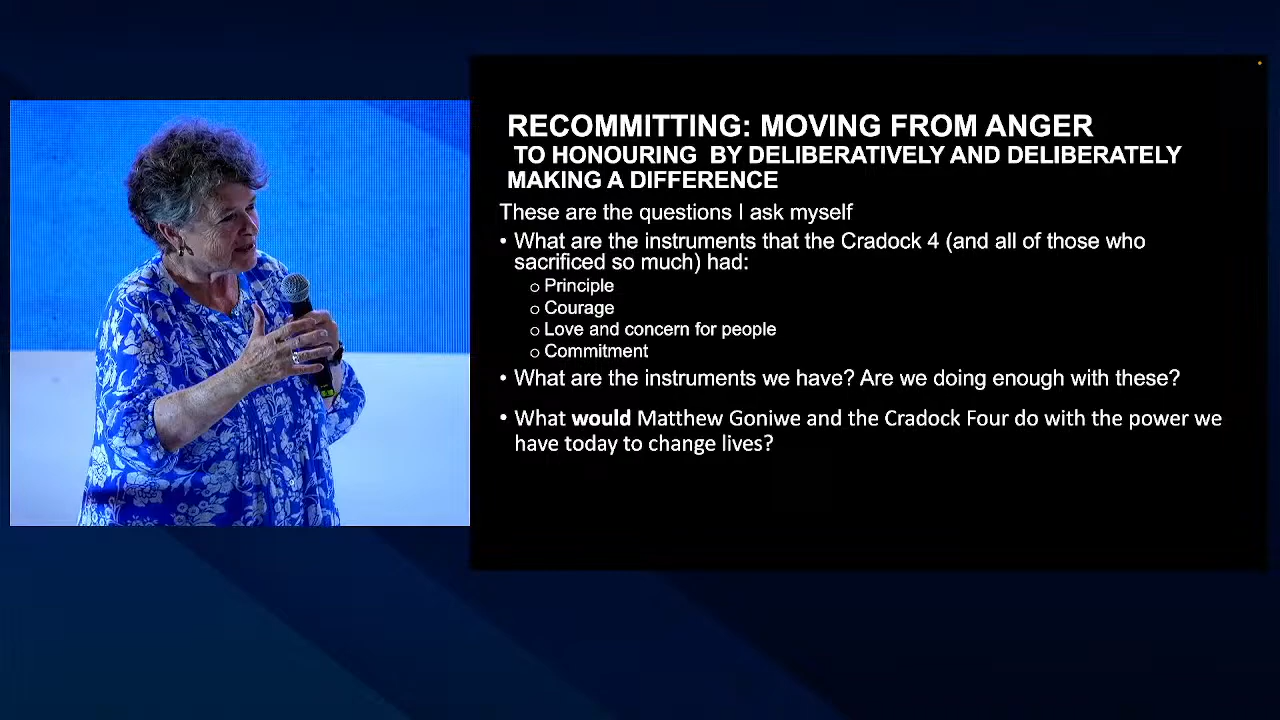 RECOMMITTING: MOVING FROM ANGER
TO HONOURING BY DELIBERATIVELY AND DELIBERATELY
MAKING A DIFFERENCE
These are the questions I ask myself
• What are the instruments that the Cradock 4 (and all of those who
sacrificed so much) had:
o Principle
o Courage
o Love and concern for people
o Commitment
• What are the instruments we have? Are we doing enough with these?
• What would Matthew Goniwe and the Cradock Four do with the power we
have today to change lives?